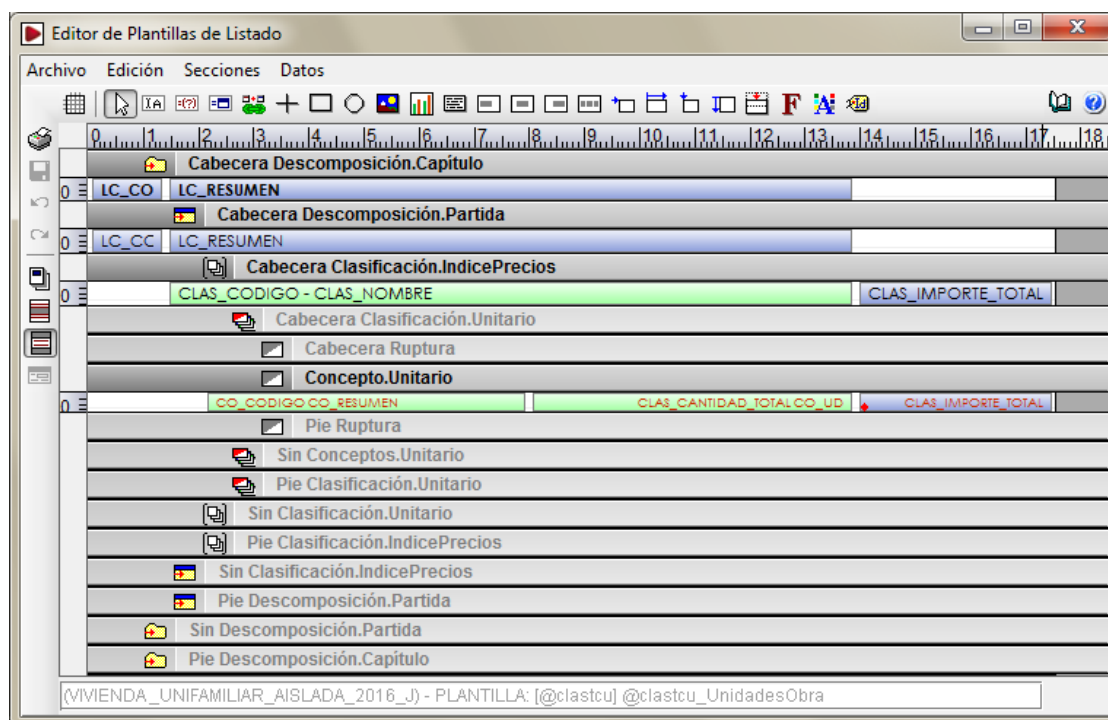 Editor de Plantillas de Listado
Archivo Edición Secciones Datos
0 1 2 3 4 5 6 7 8 9 10 11 12 13 14 15 16 17 18
Cabecera Descomposición.Capítulo
0 LC_CO LC_RESUMEN
Cabecera Descomposición.Partida
0 LC_CC LC_RESUMEN
Cabecera Clasificación.IndicePrecios
0 CLAS_CODIGO - CLAS_NOMBRE CLAS_IMPORTE_TOTAL
Cabecera Clasificación.Unitario
Cabecera Ruptura
Concepto.Unitario
0 CO_CODIGO CO_RESUMEN CLAS_CANTIDAD_TOTAL CO_UD CLAS_IMPORTE_TOTAL
Pie Ruptura
Sin Conceptos.Unitario
Pie Clasificación.Unitario
Sin Clasificación.Unitario
Pie Clasificación.IndicePrecios
Sin Clasificación.IndicePrecios
Pie Descomposición.Partida
Sin Descomposición.Partida
Pie Descomposición.Capítulo
(VIVIENDA_UNIFAMILIAR_AISLADA_2016_J) - PLANTILLA: [@clastcu] @clastcu_UnidadesObra